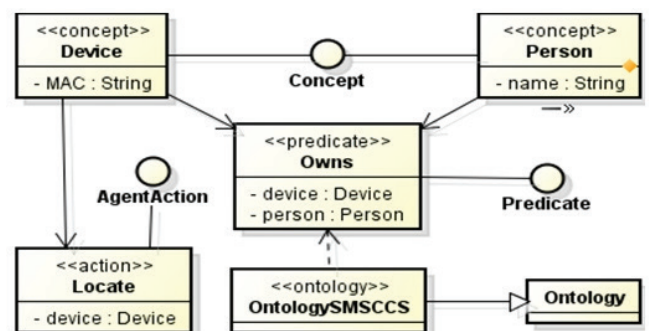 <<concept>>
Device
- MAC : String
Concept
<<concept>>
Person
- name : String
—»
<<predicate>>
Owns
- device : Device
- person : Person
AgentAction
Predicate
<<action>>
Locate
- device : Device
<<ontology>>
OntologySMSCCS
Ontology